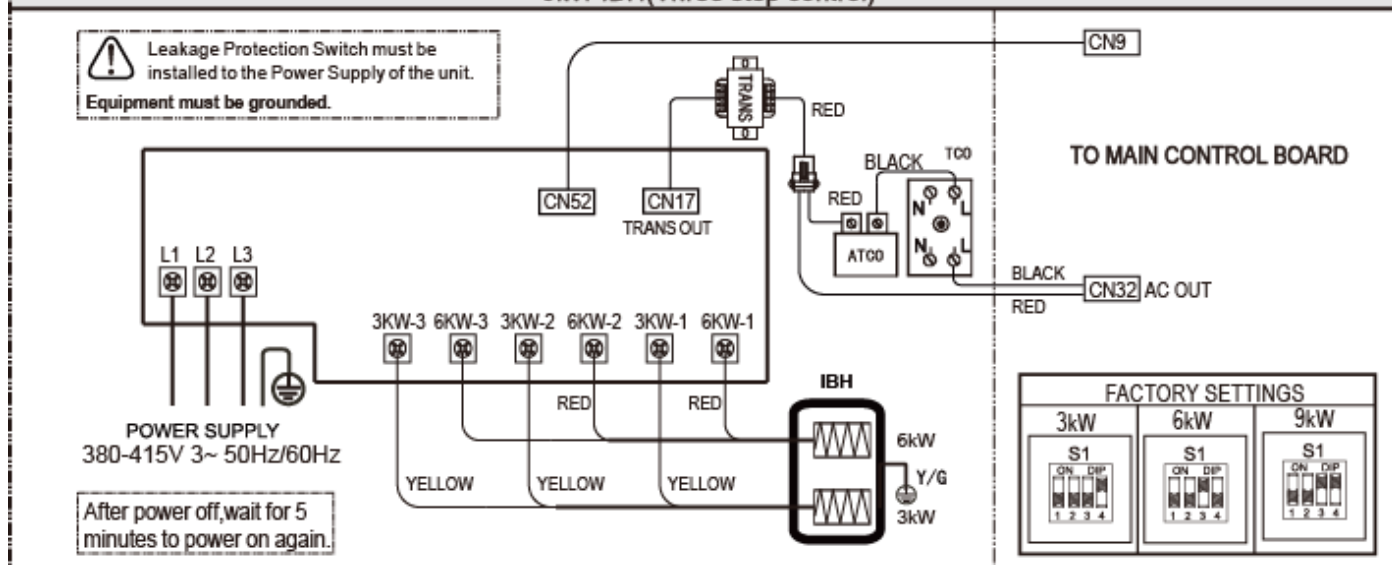 Leakage Protection Switch must be
installed to the Power Supply of the unit.
Equipment must be grounded.
CN9
TRANS
RED
TO MAIN CONTROL BOARD
BLACK
TCO
CN52
CN17
TRANS OUT
RED
N L
N L
ATCO
L1 L2 L3
BLACK
RED
CN32 AC OUT
3KW-3 6KW-3 3KW-2 6KW-2 3KW-1 6KW-1
RED
RED
IBH
6kW
Y/G
3kW
POWER SUPPLY
380-415V 3~ 50Hz/60Hz
YELLOW
YELLOW
YELLOW
After power off,wait for 5
minutes to power on again.
FACTORY SETTINGS
3kW 6kW 9kW
S1 S1 S1
ON DIP ON DIP ON DIP
1 2 3 4 1 2 3 4 1 2 3 4